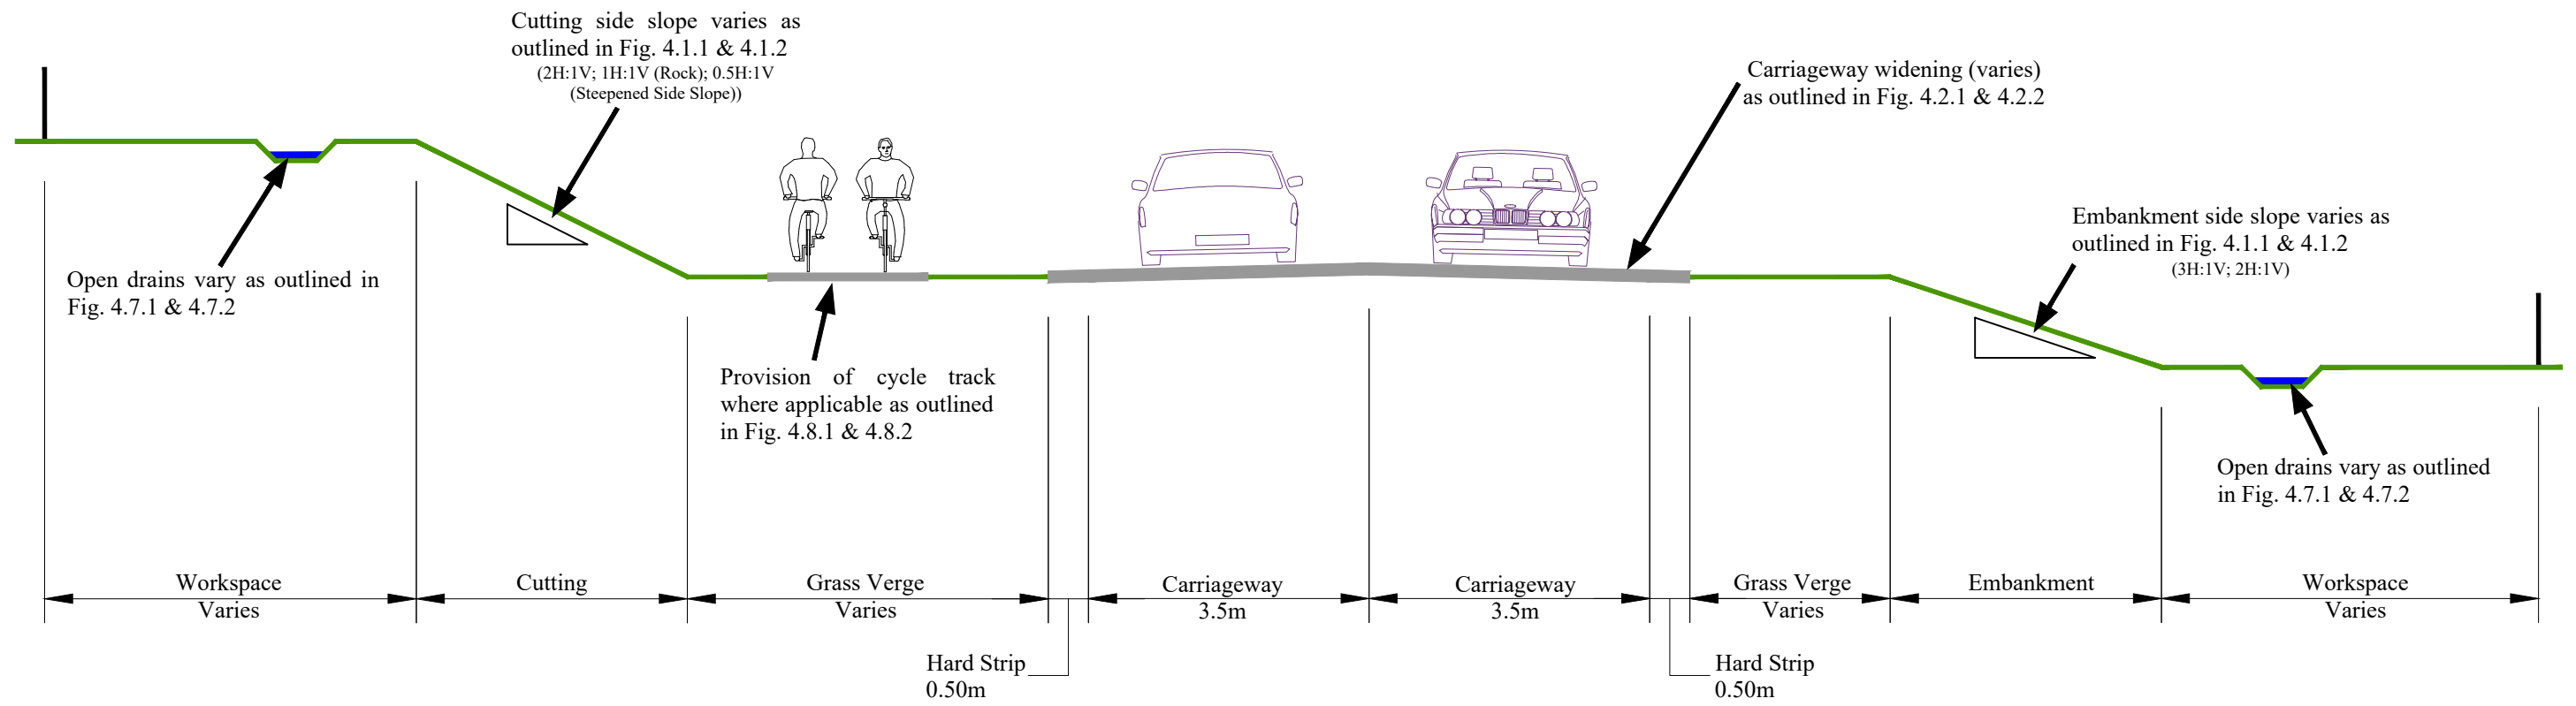 Cutting side slope varies as
outlined in Fig. 4.1.1 & 4.1.2
(2H:1V; 1H:1V (Rock); 0.5H:1V
(Steepened Side Slope))
Carriageway widening (varies)
as outlined in Fig. 4.2.1 & 4.2.2
Embankment side slope varies as
outlined in Fig. 4.1.1 & 4.1.2
(3H:1V; 2H:1V)
Open drains vary as outlined in
Fig. 4.7.1 & 4.7.2
Provision of cycle track
where applicable as outlined
in Fig. 4.8.1 & 4.8.2
Open drains vary as outlined
in Fig. 4.7.1 & 4.7.2
Workspace
Varies
Cutting
Grass Verge
Varies
Carriageway
3.5m
Carriageway
3.5m
Grass Verge
Varies
Embankment
Workspace
Varies
Hard Strip
0.50m
Hard Strip
0.50m